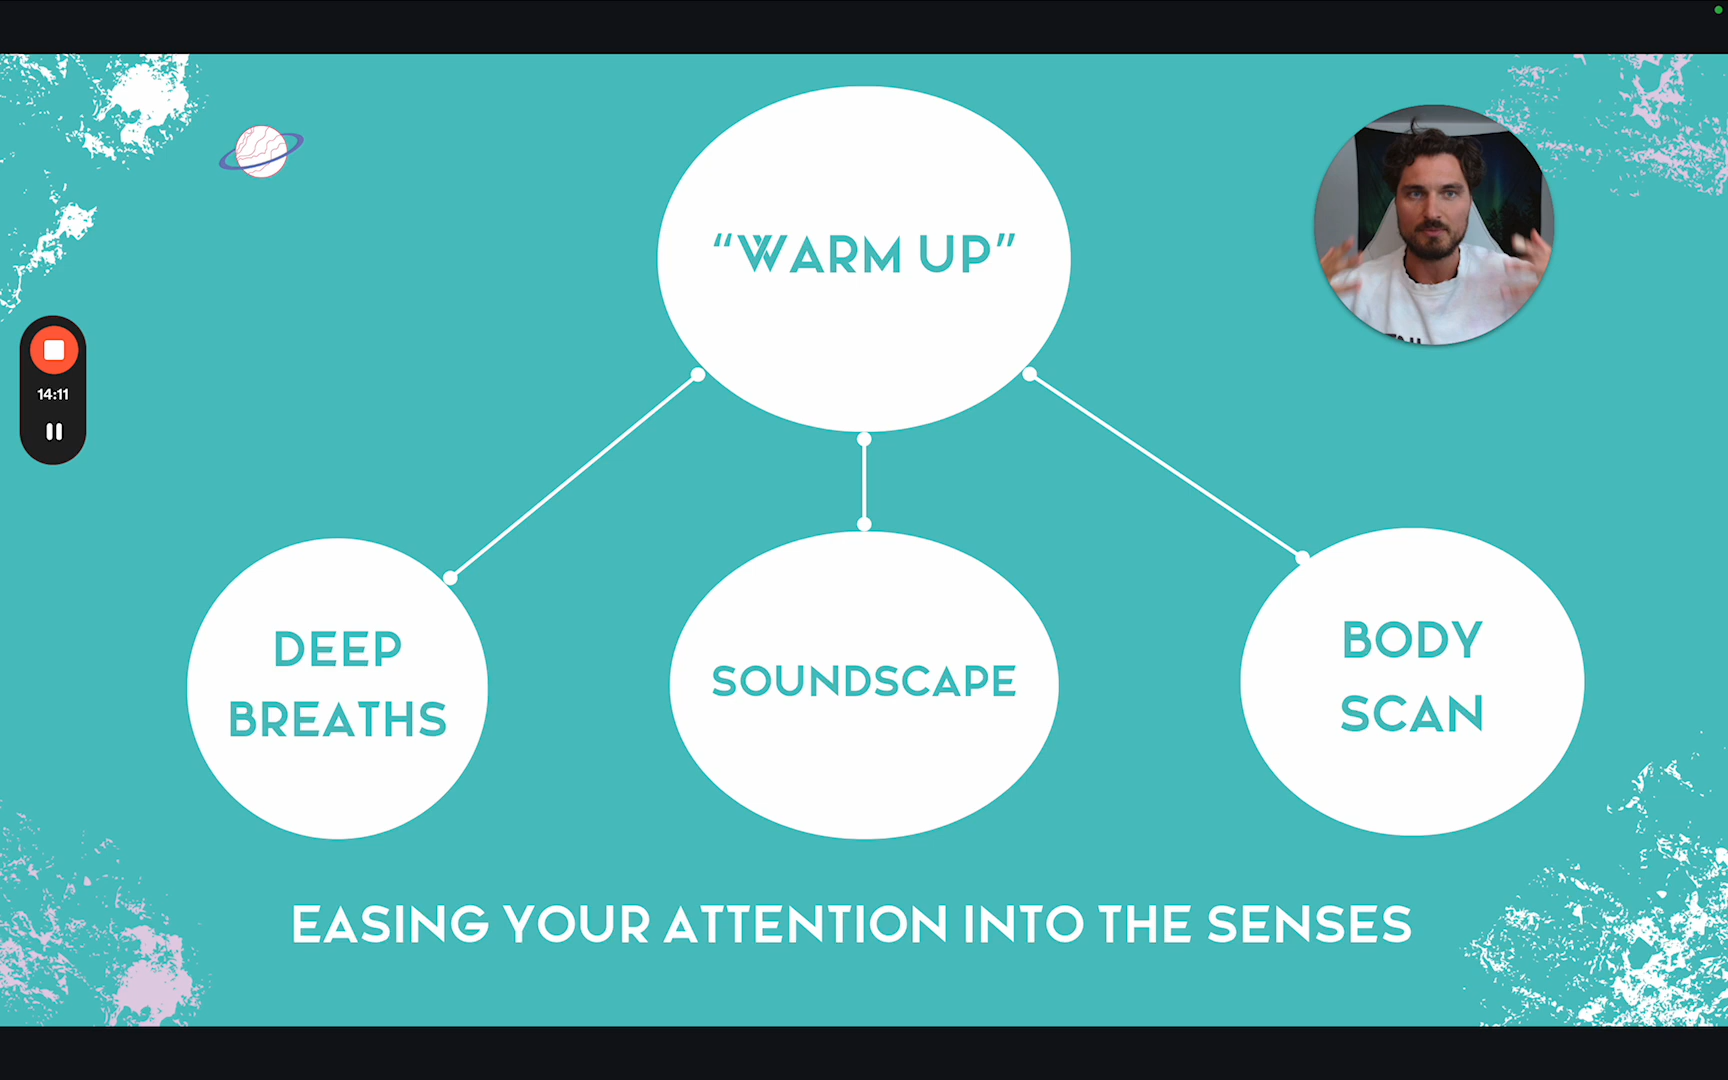 “WARM UP”
14:11
DEEP
BREATHS
SOUNDSCAPE
BODY
SCAN
EASING YOUR ATTENTION INTO THE SENSES